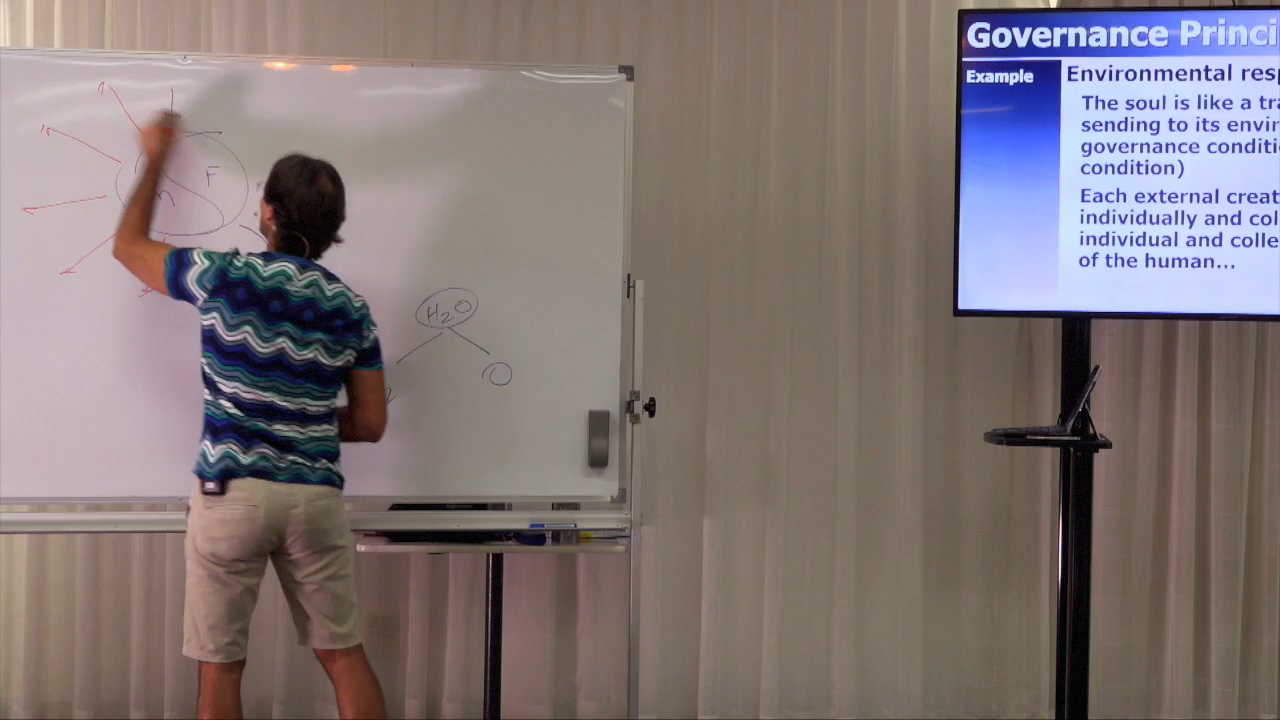 F
n
H₂O
O
Governance Princi
Example
Environmental resp
The soul is like a tra
sending to its envir
governance conditi
condition)
Each external creat
individually and col
individual and colle
of the human...